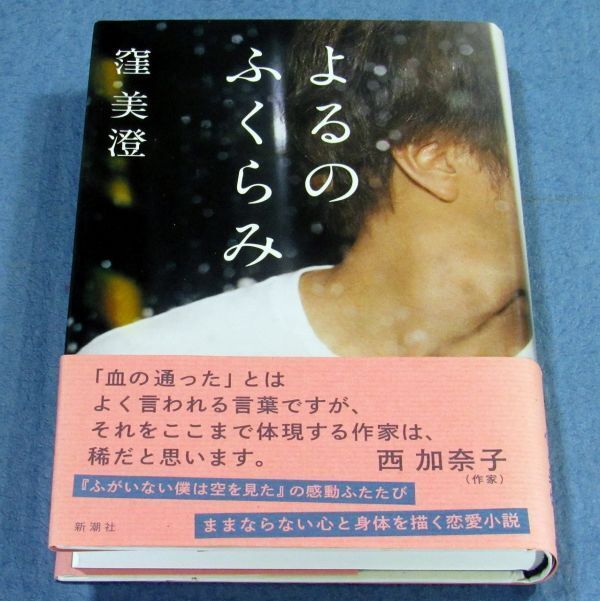 よるの
ふくらみ
窪 美澄
「血の通った」とは
よく言われる言葉ですが、
それをここまで体現する作家は、
稀だと思います。
西 加奈子
(作家)
『ふがいない僕は空を見た』の感動ふたたび
ままならない心と身体を描く恋愛小説
新潮社